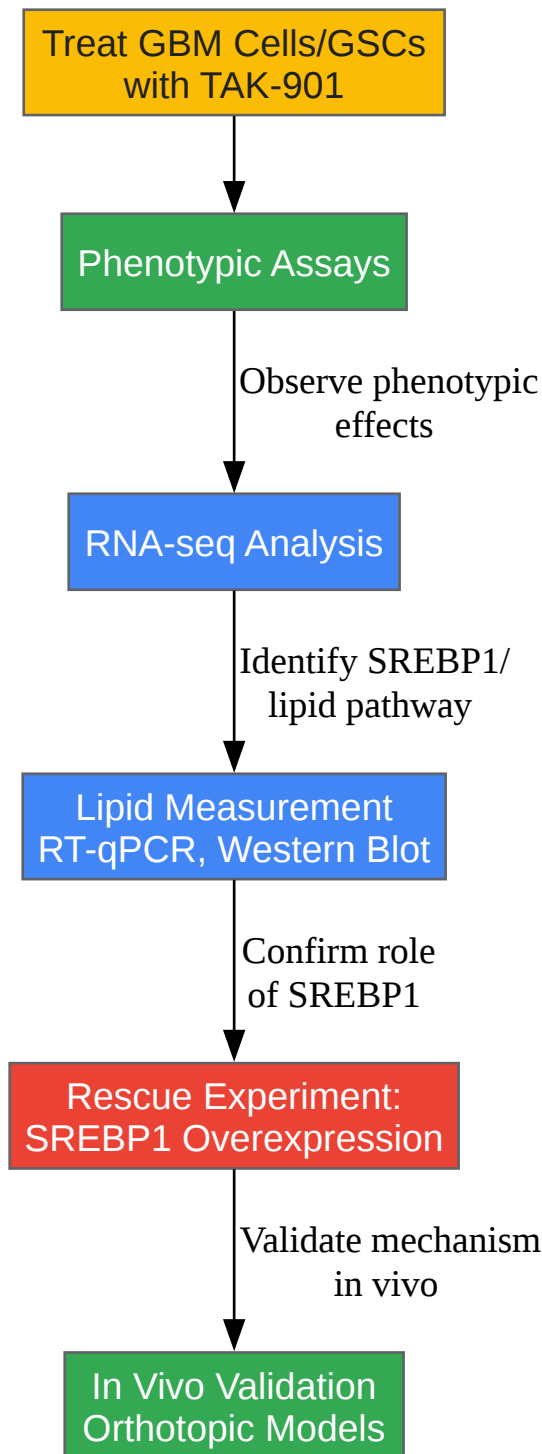 Treat GBM Cells/GSCs
with TAK-901
Phenotypic Assays
Observe phenotypic
effects
RNA-seq Analysis
Identify SREBP1/
lipid pathway
Lipid Measurement
RT-qPCR, Western Blot
Confirm role
of SREBP1
Rescue Experiment:
SREBP1 Overexpression
Validate mechanism
in vivo
In Vivo Validation
Orthotopic Models